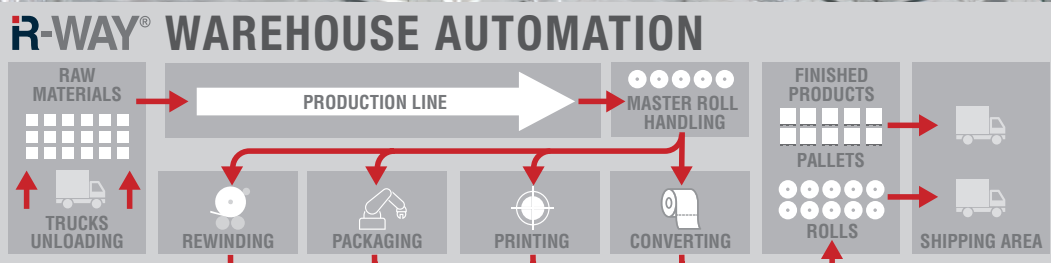 R-WAY® WAREHOUSE AUTOMATION
RAW
MATERIALS
TRUCKS
UNLOADING
PRODUCTION LINE
MASTER ROLL
HANDLING
REWINDING
PACKAGING
PRINTING
CONVERTING
FINISHED
PRODUCTS
PALLETS
ROLLS
SHIPPING AREA